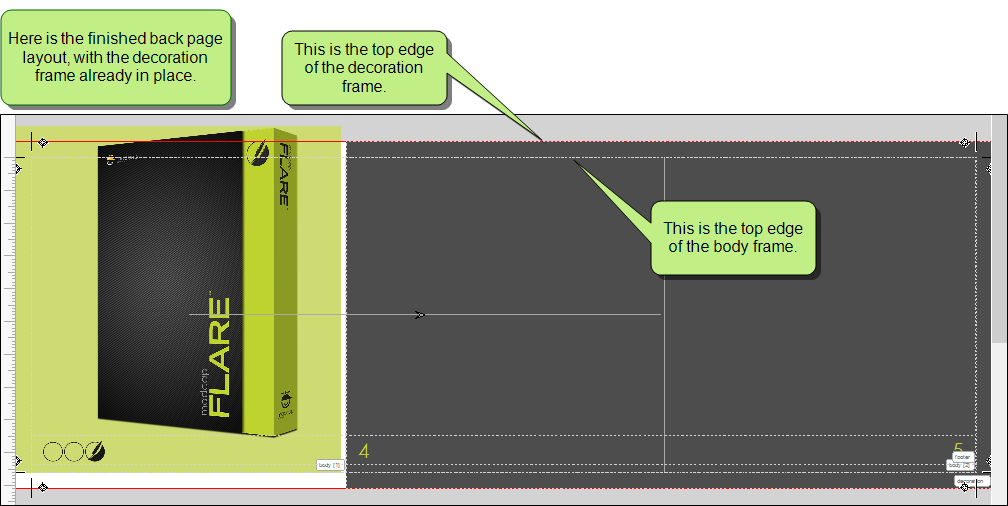 Here is the finished back page
layout, with the decoration
frame already in place.
This is the top edge
of the decoration
frame.
This is the top edge
of the body frame.
FLARE
madcap
FLARE
4
5
body (1)
footer
body (2)
decoration